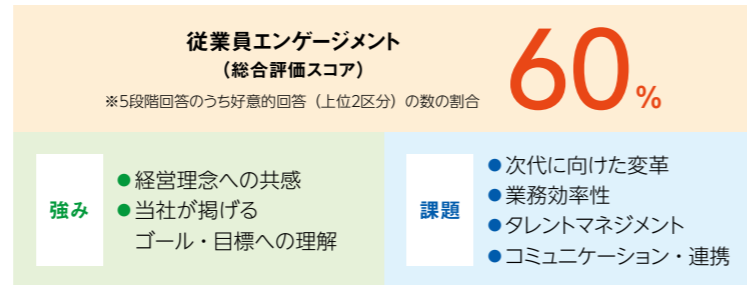 従業員エンゲージメント
（総合評価スコア）
※5段階回答のうち好意的回答（上位2区分）の数の割合
60%
強み
●経営理念への共感
●当社が掲げる
ゴール・目標への理解
課題
●次代に向けた変革
●業務効率性
●タレントマネジメント
●コミュニケーション・連携